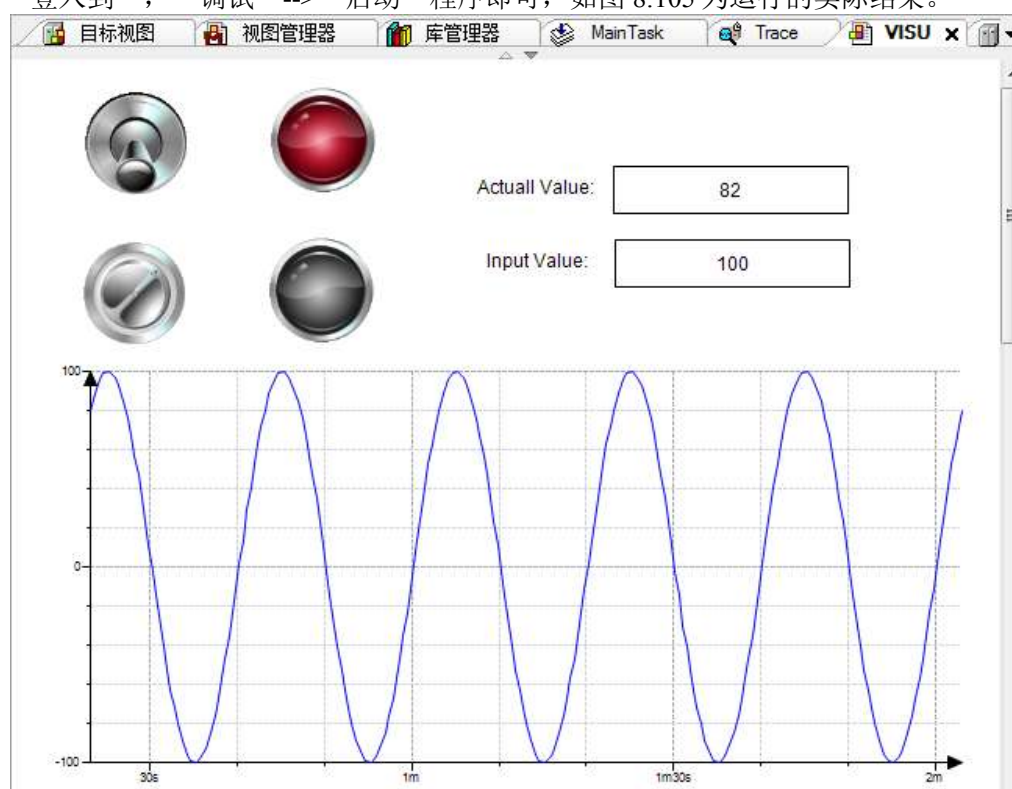 登入到”，“调试”-->“启动”程序即可，如图 8.105 为运行的实际结果。
目标视图 视图管理器 库管理器 MainTask Trace VISU
Actuall Value: 82
Input Value: 100
100
0
-100
30s 1m 1m30s 2m